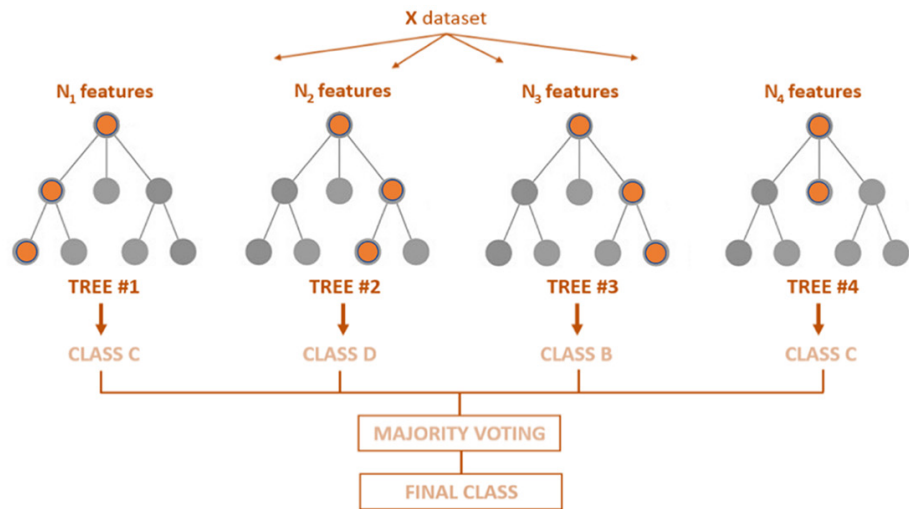 X dataset
N₁ features
N₂ features
N₃ features
N₄ features
TREE #1
TREE #2
TREE #3
TREE #4
CLASS C
CLASS D
CLASS B
CLASS C
MAJORITY VOTING
FINAL CLASS